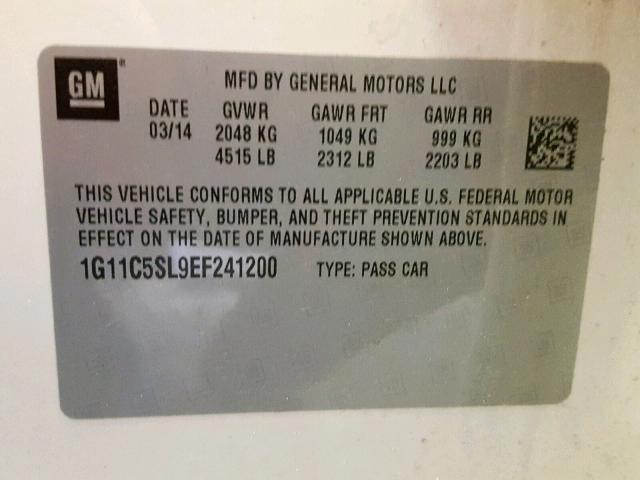 GM
MFD BY GENERAL MOTORS LLC
DATE GVWR GAWR FRT GAWR RR
03/14 2048 KG 1049 KG 999 KG
4515 LB 2312 LB 2203 LB
THIS VEHICLE CONFORMS TO ALL APPLICABLE U.S. FEDERAL MOTOR
VEHICLE SAFETY, BUMPER, AND THEFT PREVENTION STANDARDS IN
EFFECT ON THE DATE OF MANUFACTURE SHOWN ABOVE.
1G11C5SL9EF241200 TYPE: PASS CAR